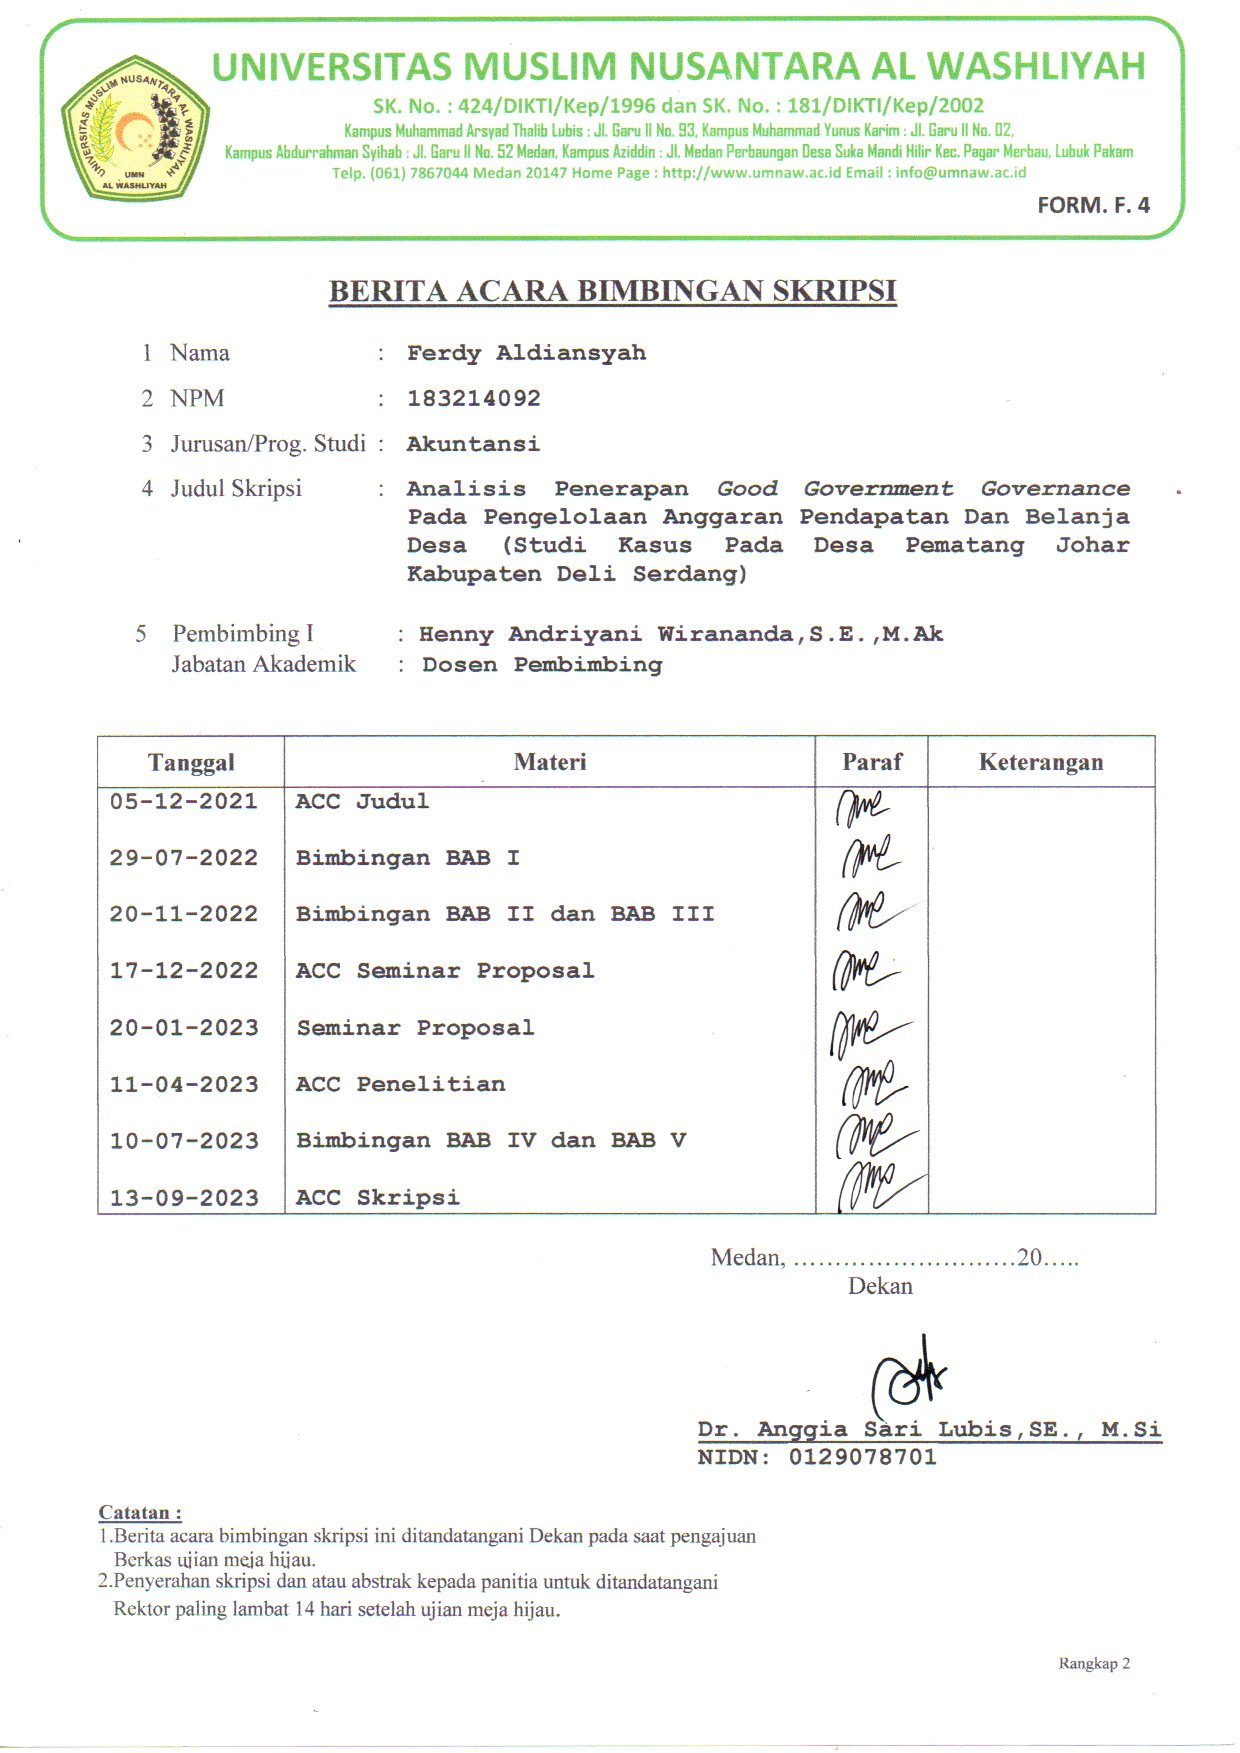 UNIVERSITAS MUSLIM NUSANTARA AL WASHLIYAH
UMN
AL WASHLIYAH
UNIVERSITAS MUSLIM NUSANTARA AL WASHLIYAH
SK. No. : 424/DIKTI/Kep/1996 dan SK. No. : 181/DIKTI/Kep/2002
Kampus Muhammad Arsyad Thalib Lubis : Jl. Garu II No. 93, Kampus Muhammad Yunus Karim : Jl. Garu II No. 02,
Kampus Abdurrahman Syihab : Jl. Garu II No. 52 Medan, Kampus Aziddin : Jl. Medan Perbaungan Desa Suka Mandi Hilir Kec. Pagar Merbau, Lubuk Pakam
Telp. (061) 7867044 Medan 20147 Home Page : http://www.umnaw.ac.id Email : info@umnaw.ac.id
FORM. F. 4
BERITA ACARA BIMBINGAN SKRIPSI
1 Nama : Ferdy Aldiansyah
2 NPM : 183214092
3 Jurusan/Prog. Studi : Akuntansi
4 Judul Skripsi : Analisis Penerapan Good Government Governance
Pada Pengelolaan Anggaran Pendapatan Dan Belanja
Desa (Studi Kasus Pada Desa Pematang Johar
Kabupaten Deli Serdang)
5 Pembimbing I : Henny Andriyani Wirananda,S.E.,M.Ak
Jabatan Akademik : Dosen Pembimbing
Tanggal Materi Paraf Keterangan
05-12-2021 ACC Judul
29-07-2022 Bimbingan BAB I
20-11-2022 Bimbingan BAB II dan BAB III
17-12-2022 ACC Seminar Proposal
20-01-2023 Seminar Proposal
11-04-2023 ACC Penelitian
10-07-2023 Bimbingan BAB IV dan BAB V
13-09-2023 ACC Skripsi
Medan, ...........................20.....
Dekan
Dr. Anggia Sari Lubis,SE., M.Si
NIDN: 0129078701
Catatan :
1.Berita acara bimbingan skripsi ini ditandatangani Dekan pada saat pengajuan
Berkas ujian meja hijau.
2.Penyerahan skripsi dan atau abstrak kepada panitia untuk ditandatangani
Rektor paling lambat 14 hari setelah ujian meja hijau.
Rangkap 2